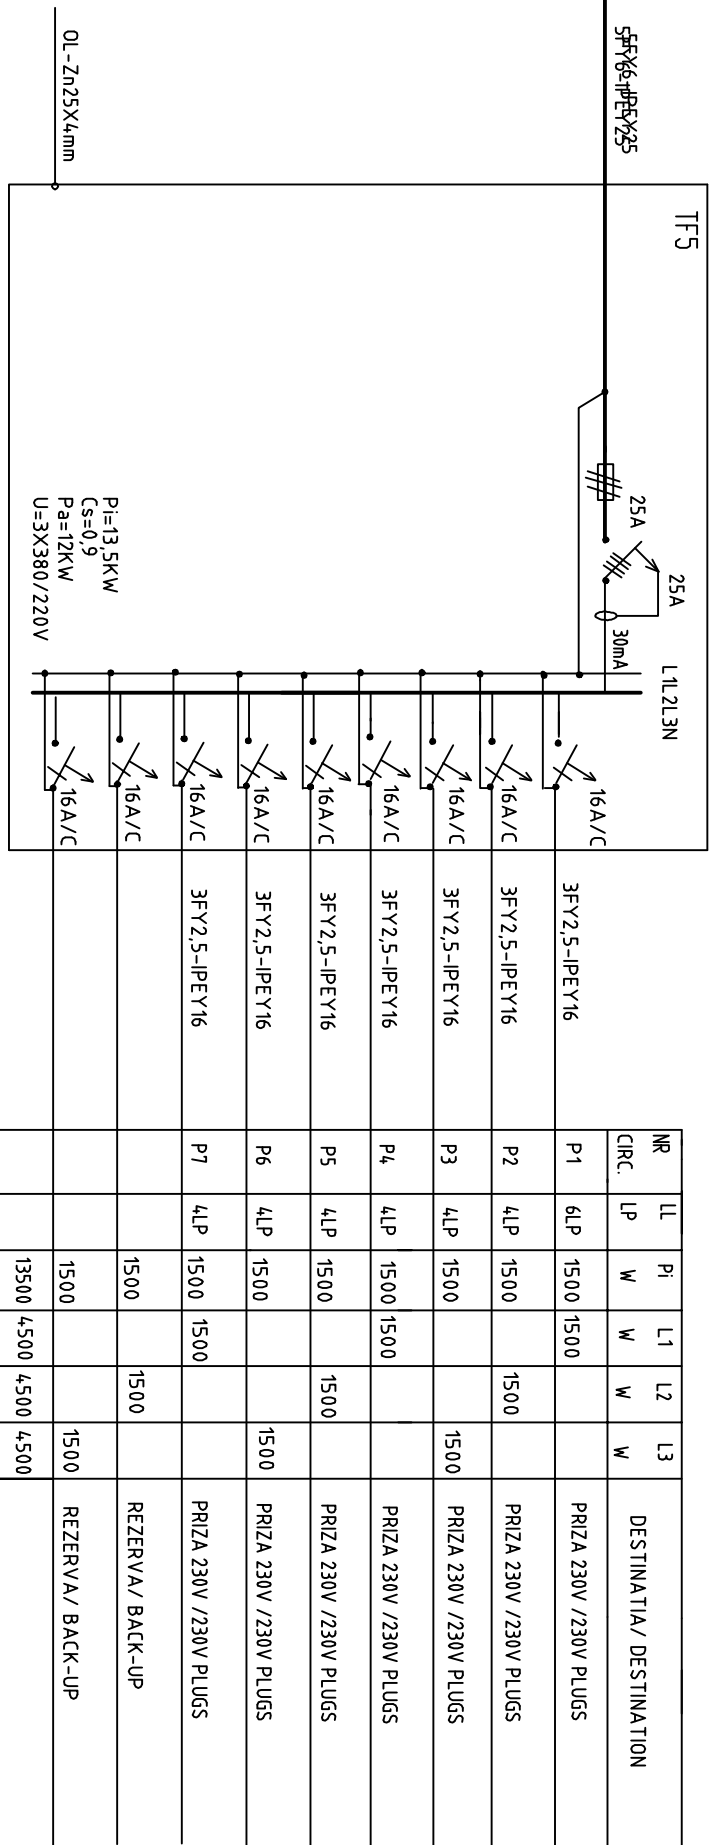 TF5
OL-Zn25X4mm
25A
25A
30mA
L1L2L3N
Pi=13,5KW
Cs=0,9
Pa=12KW
U=3X380/220V
NR CIRC. LL LP Pi W L1 W L2 W L3 W DESTINATIA/ DESTINATION
16A/C 3FY2,5-IPEY16 P1 6LP 1500 1500 PRIZA 230V /230V PLUGS
16A/C 3FY2,5-IPEY16 P2 4LP 1500 1500 PRIZA 230V /230V PLUGS
16A/C 3FY2,5-IPEY16 P3 4LP 1500 1500 PRIZA 230V /230V PLUGS
16A/C 3FY2,5-IPEY16 P4 4LP 1500 1500 PRIZA 230V /230V PLUGS
16A/C 3FY2,5-IPEY16 P5 4LP 1500 1500 PRIZA 230V /230V PLUGS
16A/C 3FY2,5-IPEY16 P6 4LP 1500 1500 PRIZA 230V /230V PLUGS
16A/C 3FY2,5-IPEY16 P7 4LP 1500 1500 PRIZA 230V /230V PLUGS
16A/C 1500 1500 REZERVA/ BACK-UP
16A/C 1500 1500 REZERVA/ BACK-UP
13500 4500 4500 4500